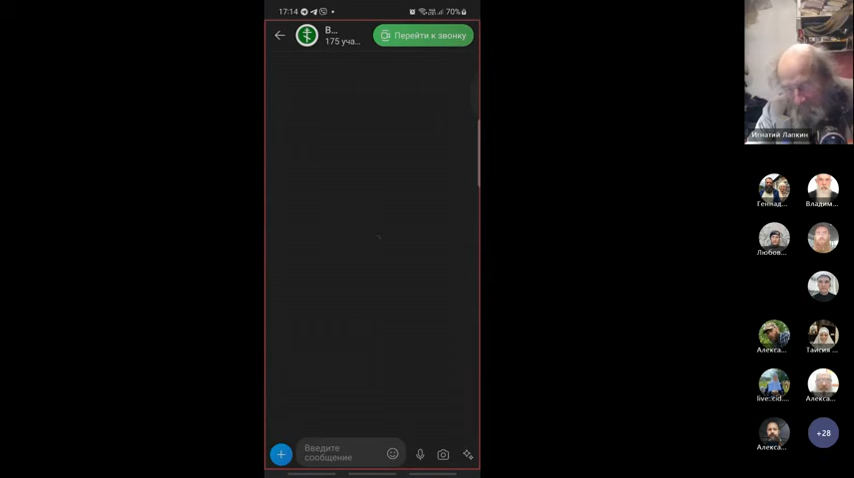 17:14
70%
В...
175 уча...
Перейти к звонку
Игнатий Лапкин
Геннад...
Владим...
Любов...
Алекса...
Таисия ...
live:.cid....
Алекса...
Алекса...
+28
Введите
сообщение